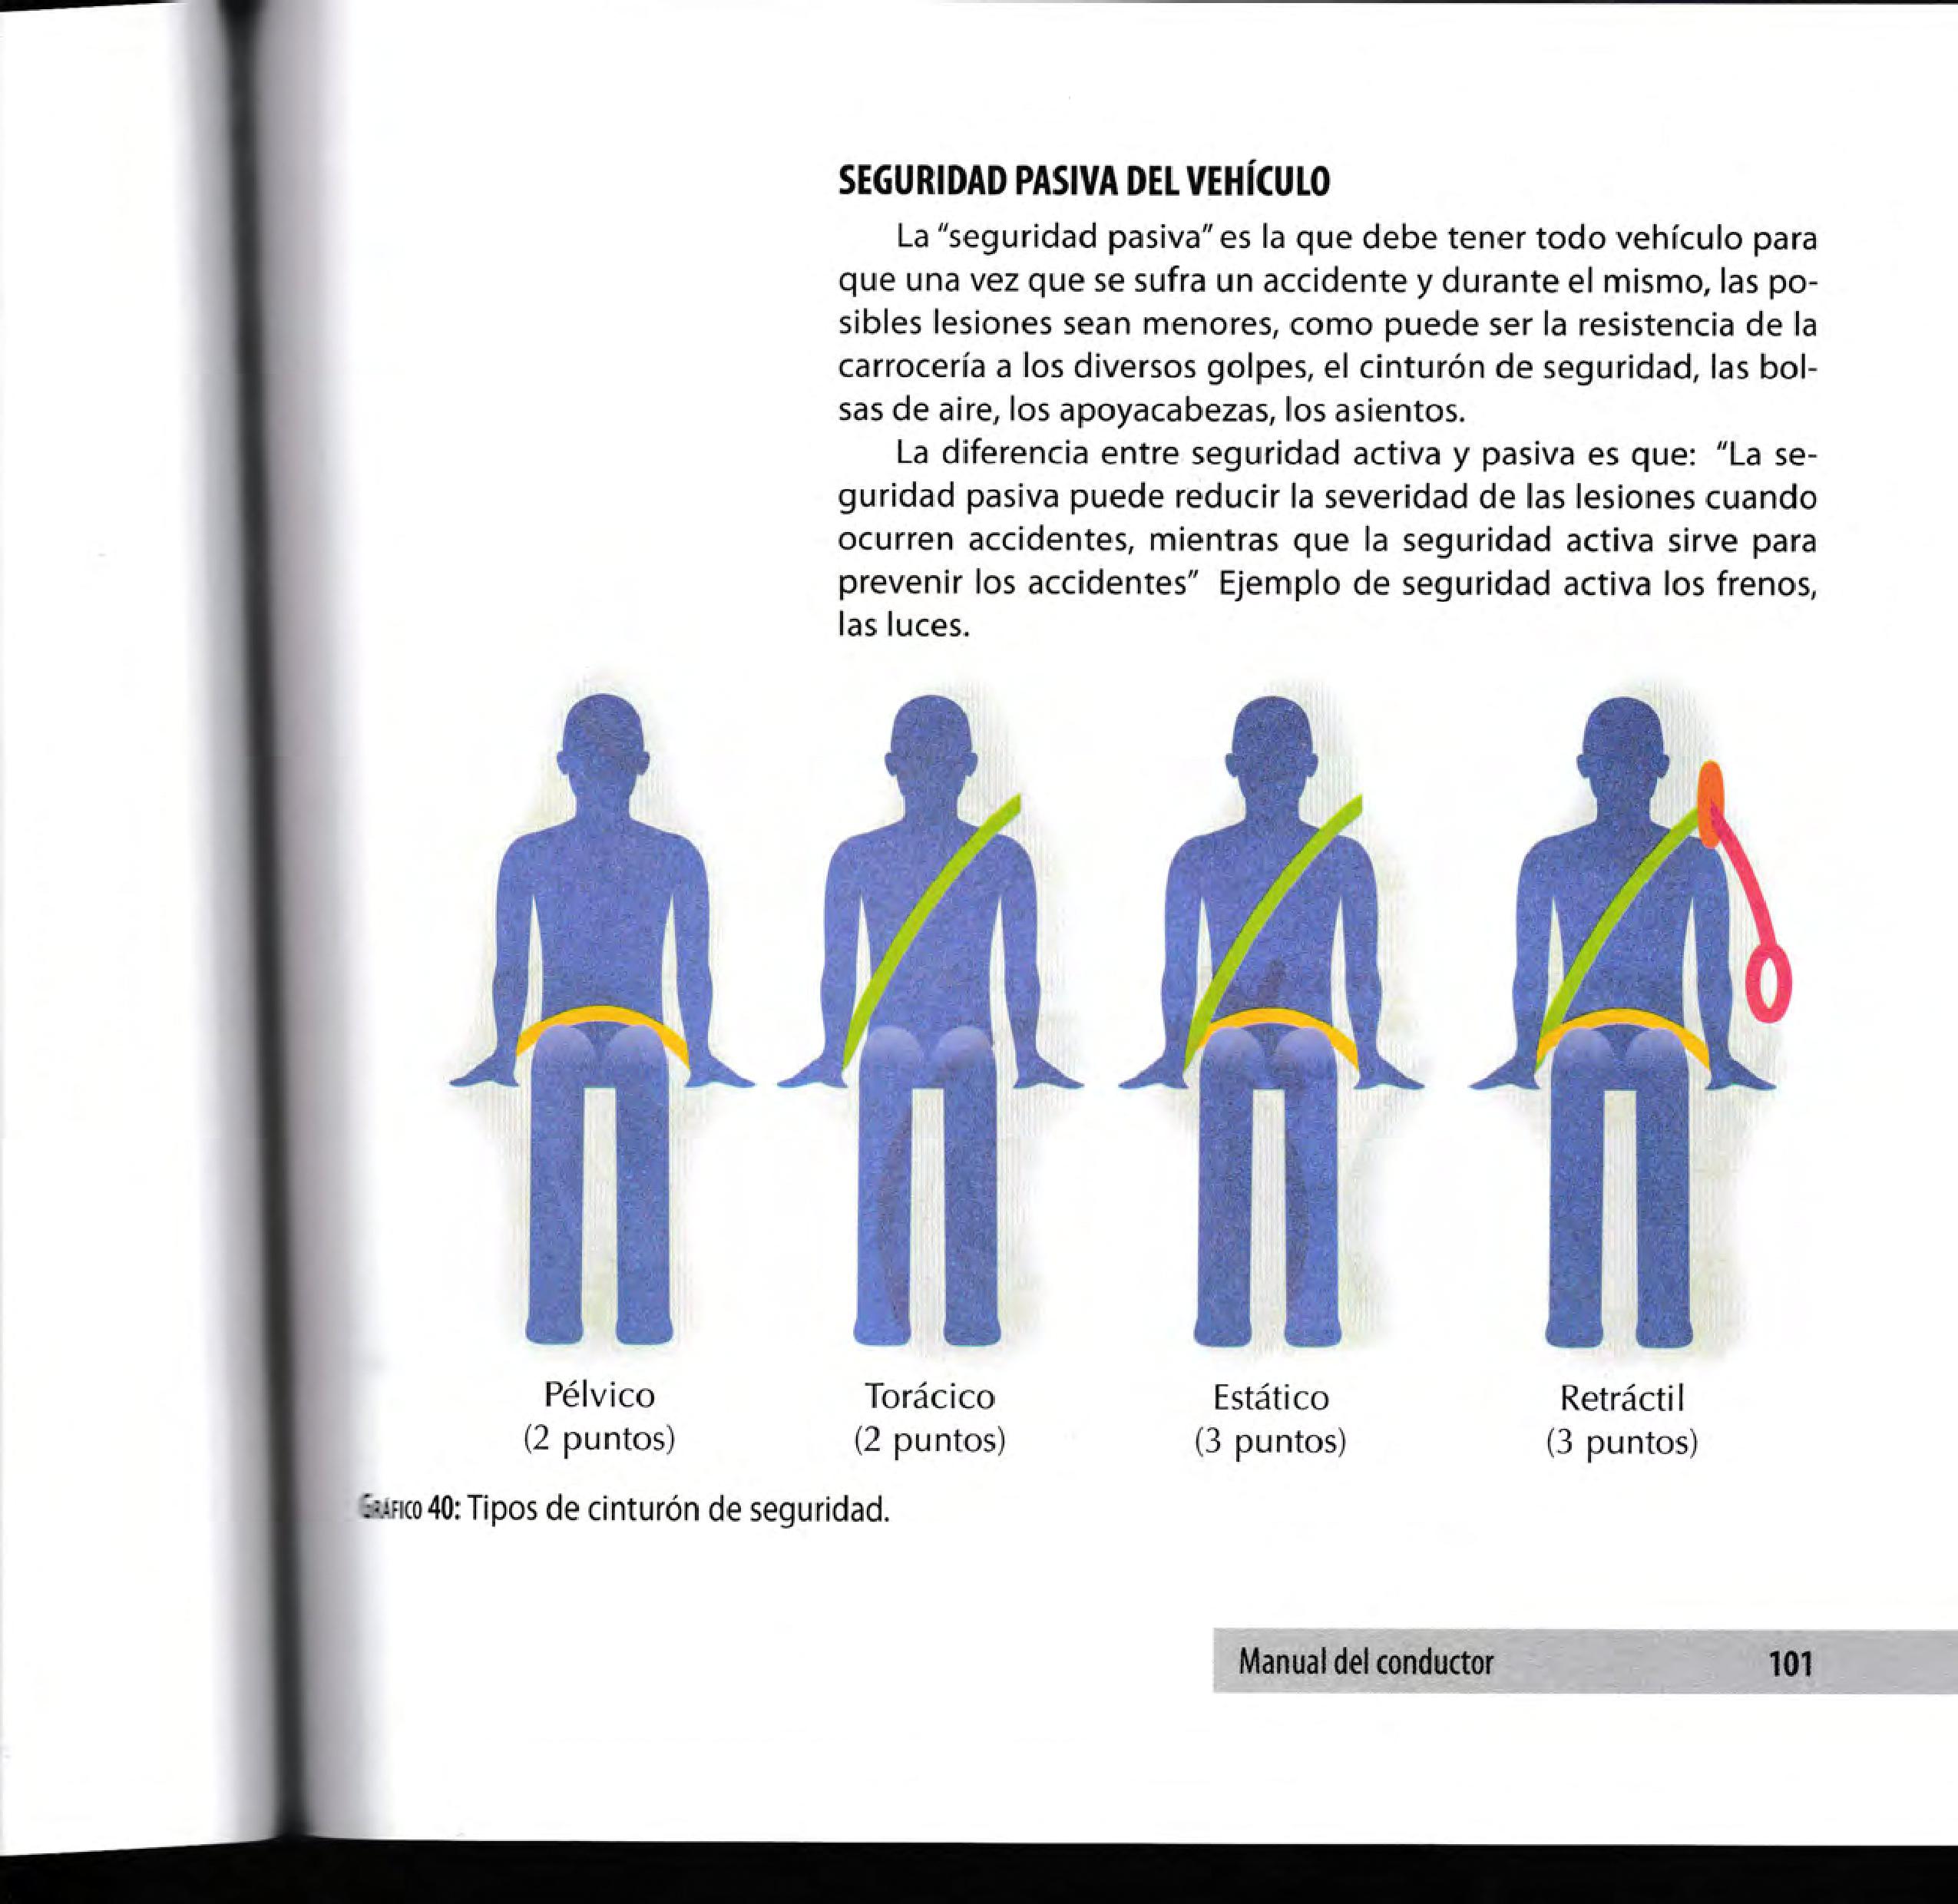 SEGURIDAD PASIVA DEL VEHÍCULO
La "seguridad pasiva" es la que debe tener todo vehículo para
que una vez que se sufra un accidente y durante el mismo, las po-
sibles lesiones sean menores, como puede ser la resistencia de la
carrocería a los diversos golpes, el cinturón de seguridad, las bol-
sas de aire, los apoyacabezas, los asientos.
La diferencia entre seguridad activa y pasiva es que: "La se-
guridad pasiva puede reducir la severidad de las lesiones cuando
ocurren accidentes, mientras que la seguridad activa sirve para
prevenir los accidentes" Ejemplo de seguridad activa los frenos,
las luces.
Pélvico
(2 puntos)
Torácico
(2 puntos)
Estático
(3 puntos)
Retráctil
(3 puntos)
GRÁFICO 40: Tipos de cinturón de seguridad.
Manual del conductor 101